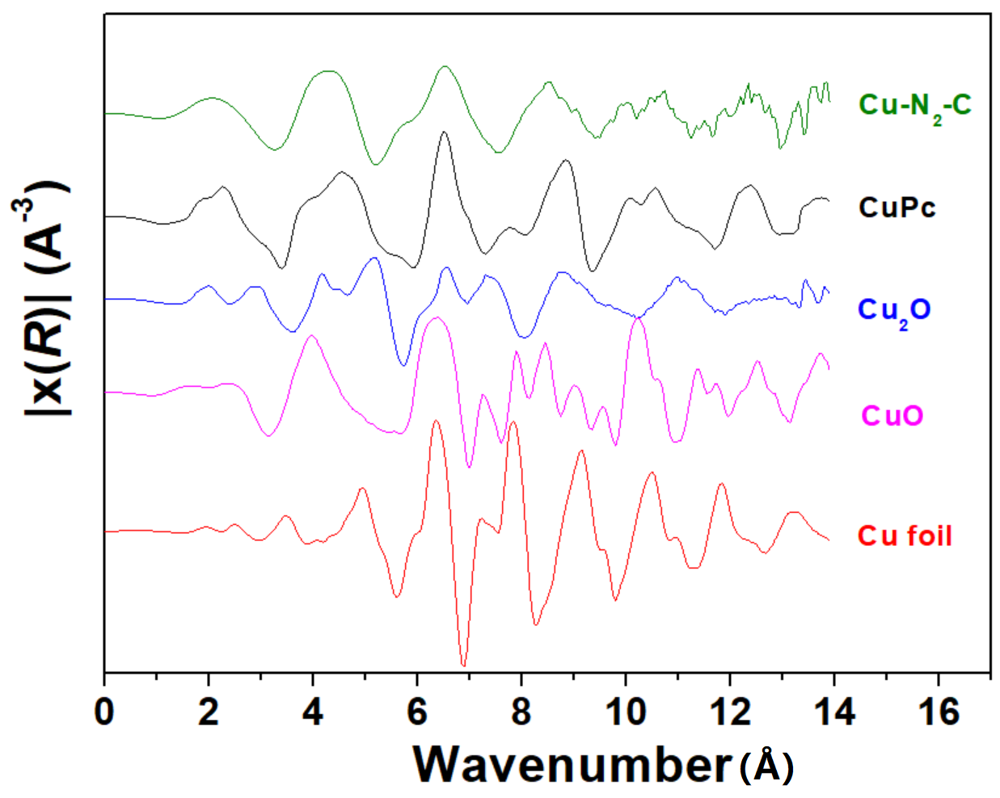 |x(R)| (A⁻³)
Cu-N₂-C
CuPc
Cu₂O
CuO
Cu foil
0 2 4 6 8 10 12 14 16
Wavenumber (Å)